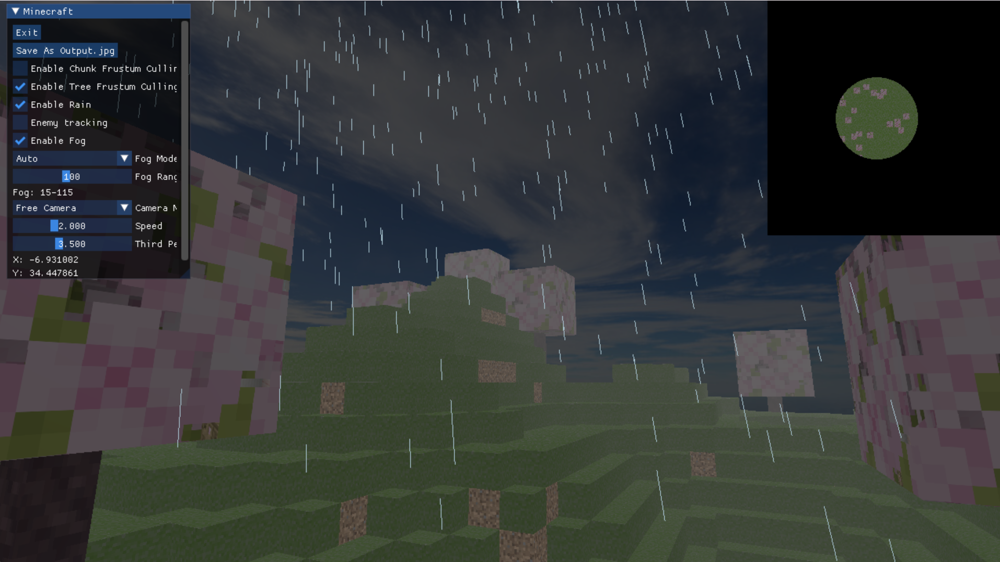 Minecraft
Exit
Save As Output.jpg
Enable Chunk Frustum Cullin
Enable Tree Frustum Culling
Enable Rain
Enemy tracking
Enable Fog
Auto Fog Mode
100 Fog Rang
Fog: 15-115
Free Camera Camera M
2.000 Speed
3.500 Third Pe
X: -6.931002
Y: 34.447861